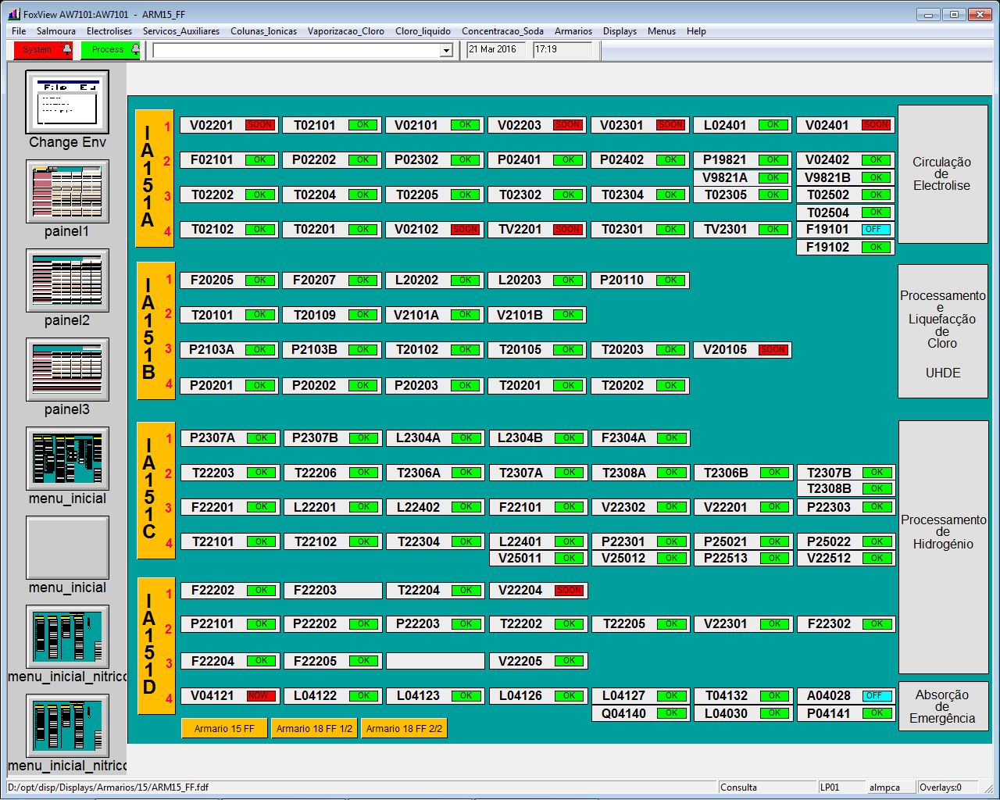 FoxView AW7101:AW7101 - ARM15_FF
File Salmoura Electrolises Servicos_Auxiliares Colunas_Ionicas Vaporizacao_Cloro Cloro_liquido Concentracao_Soda Armarios Displays Menus Help
System Process 21 Mar 2016 17:19
Change Env
painel1
painel2
painel3
menu_inicial
menu_inicial
menu_inicial_nitrico
menu_inicial_nitrico
IA151A
1 V02201 SOON T02101 OK V02101 OK V02203 SOON V02301 SOON L02401 OK V02401 SOON
2 F02101 OK P02202 OK P02302 OK P02401 OK P02402 OK P19821 OK V02402 OK
V9821A OK V9821B OK
3 T02202 OK T02204 OK T02205 OK T02302 OK T02304 OK T02305 OK T02502 OK
T02504 OK
4 T02102 OK T02201 OK V02102 SOON TV2201 SOON T02301 OK TV2301 OK F19101 OFF
F19102 OK
Circulação
de
Electrolise
IA151B
1 F20205 OK F20207 OK L20202 OK L20203 OK P20110 OK
2 T20101 OK T20109 OK V2101A OK V2101B OK
3 P2103A OK P2103B OK T20102 OK T20105 OK T20203 OK V20105 SOON
4 P20201 OK P20202 OK P20203 OK T20201 OK T20202 OK
Processamento
e
Liquefacção
de
Cloro
UHDE
IA151C
1 P2307A OK P2307B OK L2304A OK L2304B OK F2304A OK
2 T22203 OK T22206 OK T2306A OK T2307A OK T2308A OK T2306B OK T2307B OK
T2308B OK
3 F22201 OK L22201 OK L22402 OK F22101 OK V22302 OK V22201 OK P22303 OK
4 T22101 OK T22102 OK T22304 OK L22401 OK P22301 OK P25021 OK P25022 OK
V25011 OK V25012 OK P22513 OK V22512 OK
Processamento
de
Hidrogénio
IA151D
1 F22202 OK F22203 T22204 OK V22204 SOON
2 P22101 OK P22202 OK P22203 OK T22202 OK T22205 OK V22301 OK F22302 OK
3 F22204 OK F22205 OK V22205 OK
4 V04121 NOW L04122 OK L04123 OK L04126 OK L04127 OK T04132 OK A04028 OFF
Q04140 OK L04030 OK P04141 OK
Absorção
de
Emergência
Armario 15 FF Armario 18 FF 1/2 Armario 18 FF 2/2
D:/opt/disp/Displays/Armarios/15/ARM15_FF.fdf Consulta LP01 almpca Overlays:0